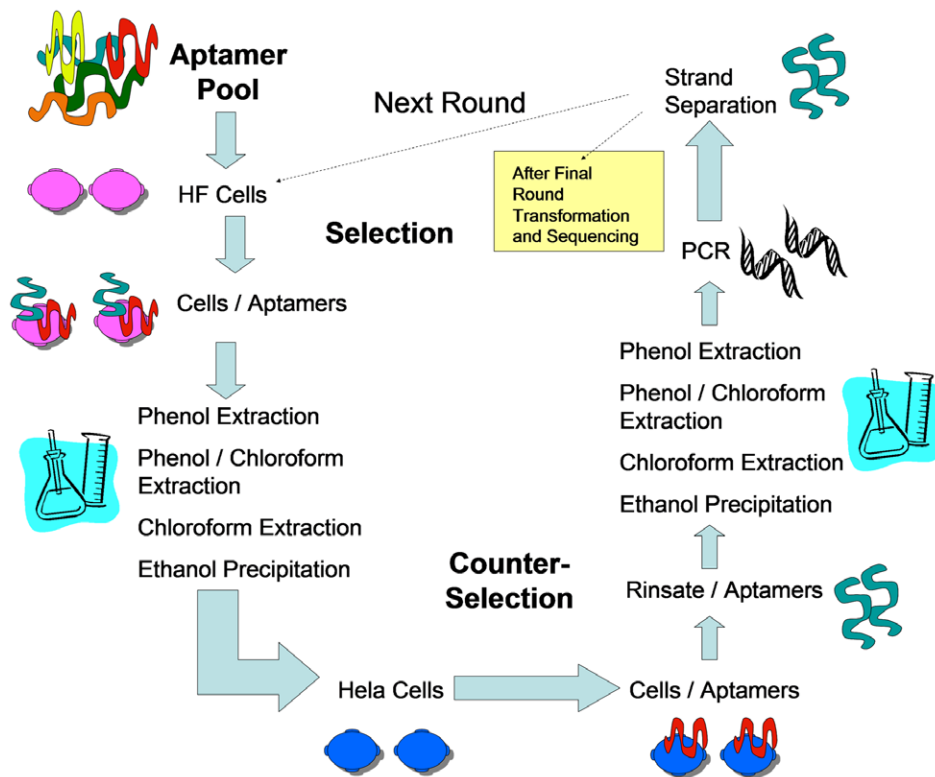 Aptamer
Pool
HF Cells
Selection
Cells / Aptamers
Phenol Extraction
Phenol / Chloroform
Extraction
Chloroform Extraction
Ethanol Precipitation
Counter-
Selection
Hela Cells
Cells / Aptamers
Rinsate / Aptamers
Phenol Extraction
Phenol / Chloroform
Extraction
Chloroform Extraction
Ethanol Precipitation
PCR
Strand
Separation
Next Round
After Final
Round
Transformation
and Sequencing